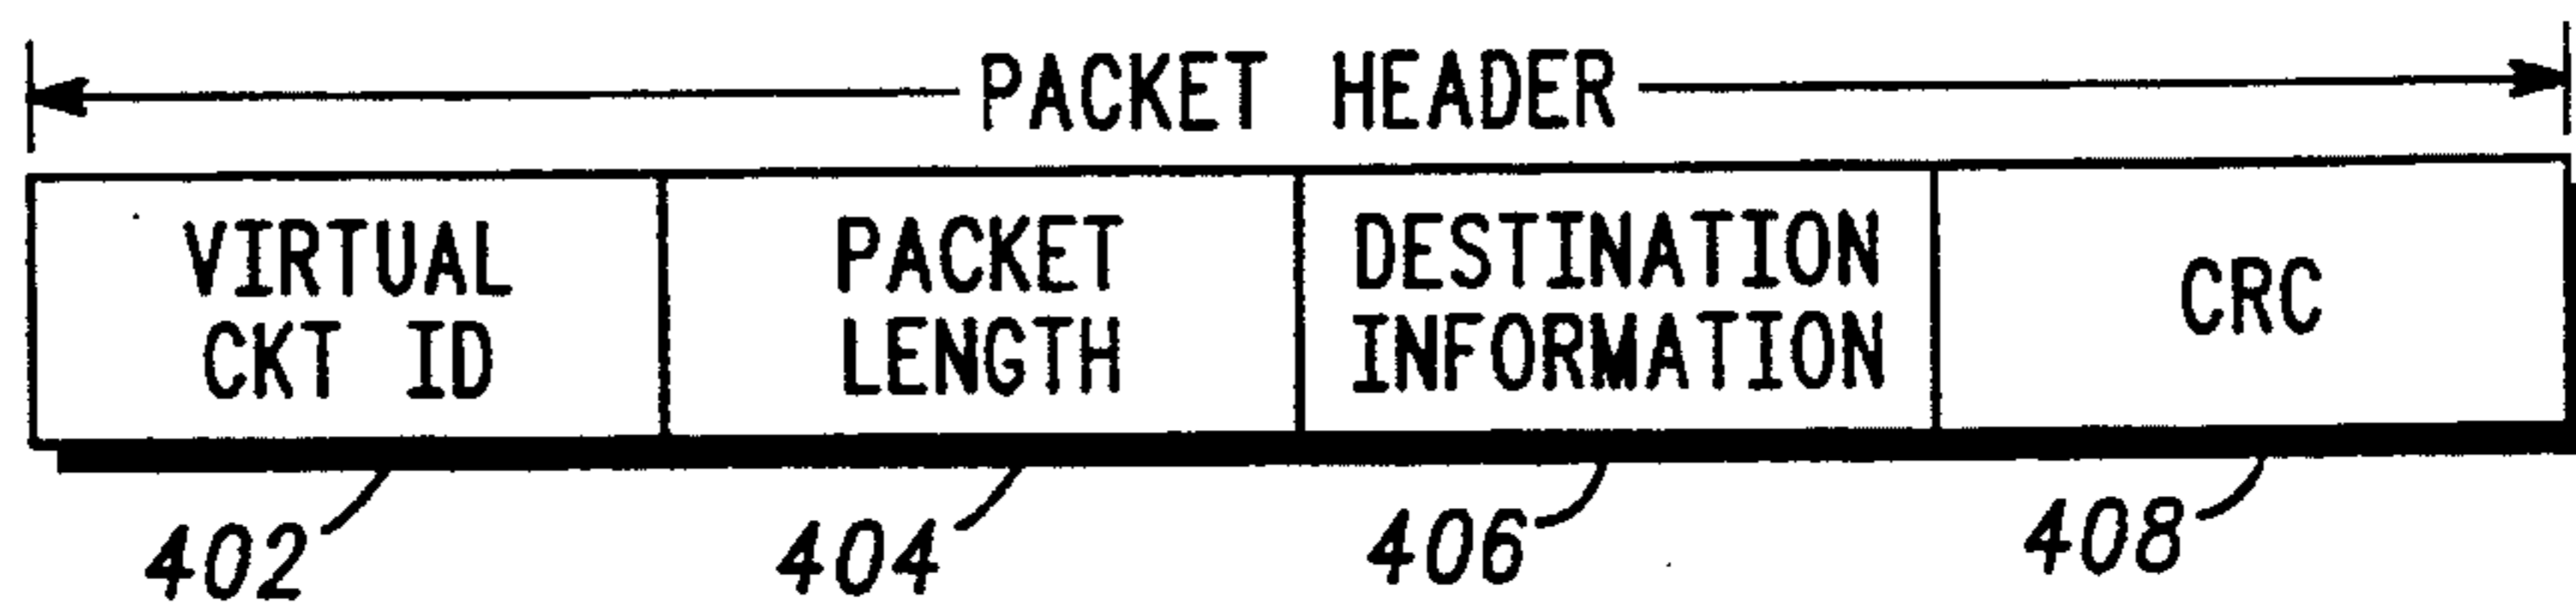 PACKET HEADER
VIRTUAL
CKT ID
PACKET
LENGTH
DESTINATION
INFORMATION
CRC
402
404
406
408